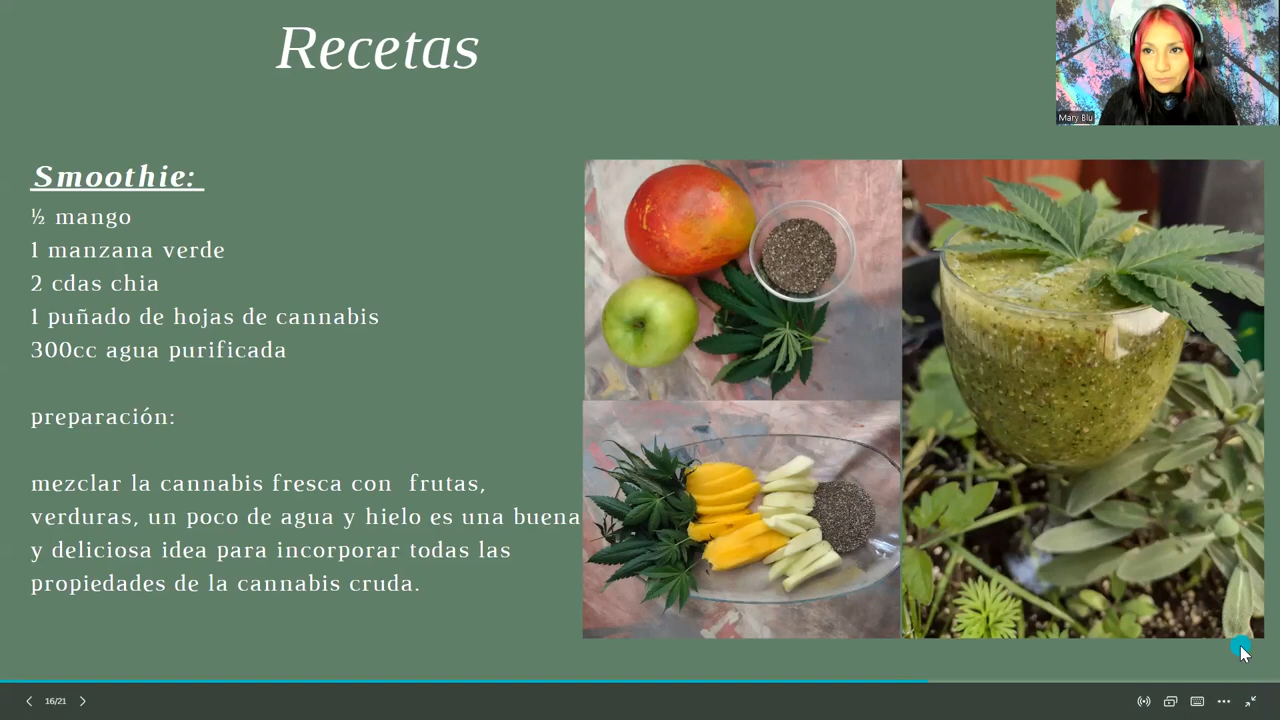 Recetas
Mary Blu
Smoothie:
½ mango
1 manzana verde
2 cdas chia
1 puñado de hojas de cannabis
300cc agua purificada
preparación:
mezclar la cannabis fresca con frutas,
verduras, un poco de agua y hielo es una buena
y deliciosa idea para incorporar todas las
propiedades de la cannabis cruda.
16/21